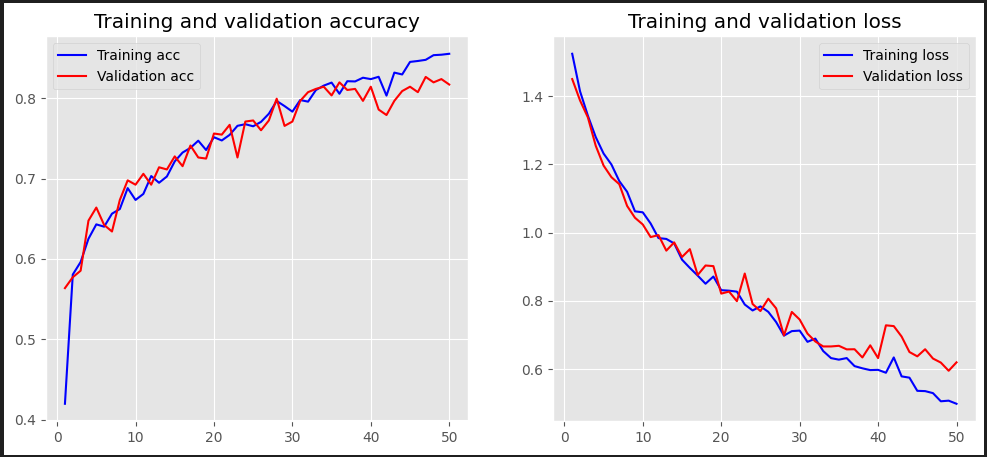 Training and validation accuracy
Training acc
Validation acc
0.8
0.7
0.6
0.5
0.4
0 10 20 30 40 50
Training and validation loss
Training loss
Validation loss
1.4
1.2
1.0
0.8
0.6
0 10 20 30 40 50